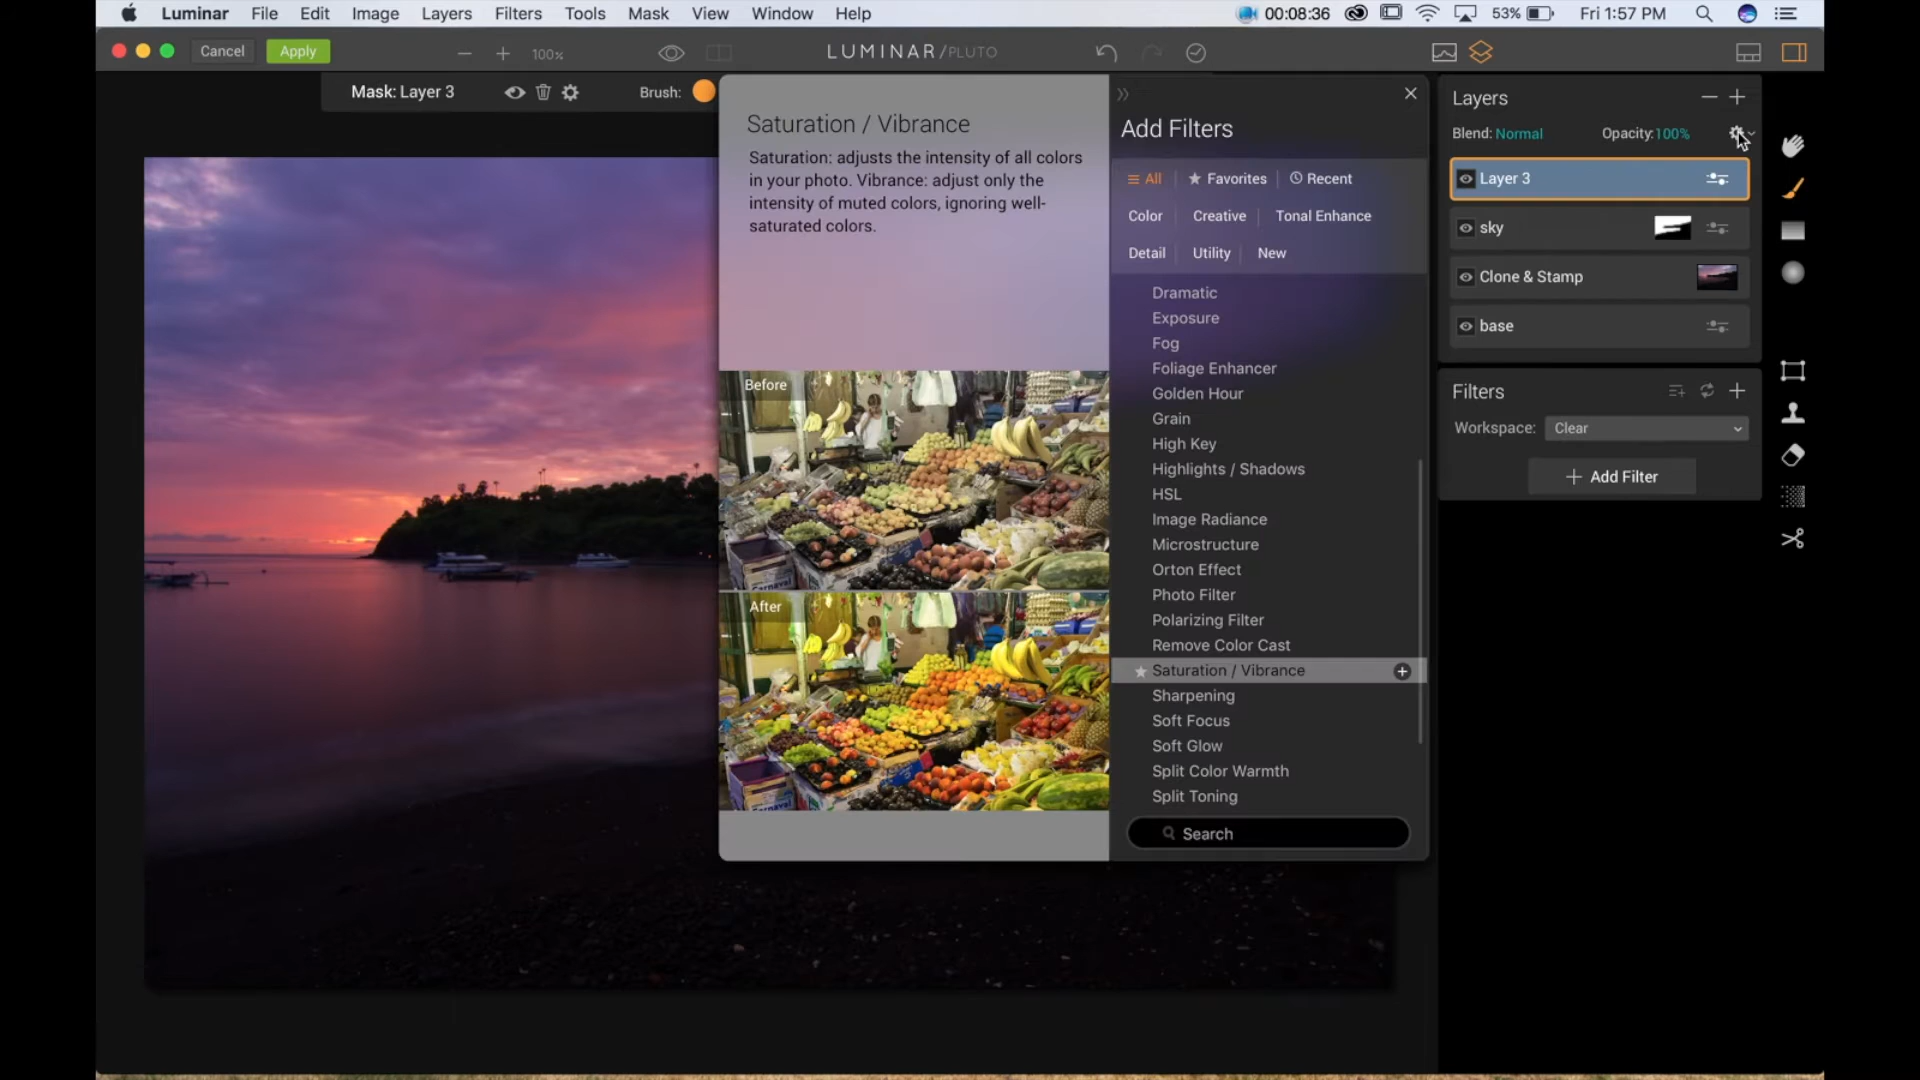 Luminar File Edit Image Layers Filters Tools Mask View Window Help 00:08:36 53% Fri 1:57 PM
Cancel Apply 100% LUMINAR/PLUTO
Mask: Layer 3 Brush:
Saturation / Vibrance
Saturation: adjusts the intensity of all colors
in your photo. Vibrance: adjust only the
intensity of muted colors, ignoring well-
saturated colors.
Before
After
Add Filters
All Favorites Recent
Color Creative Tonal Enhance
Detail Utility New
Dramatic
Exposure
Fog
Foliage Enhancer
Golden Hour
Grain
High Key
Highlights / Shadows
HSL
Image Radiance
Microstructure
Orton Effect
Photo Filter
Polarizing Filter
Remove Color Cast
Saturation / Vibrance
Sharpening
Soft Focus
Soft Glow
Split Color Warmth
Split Toning
Search
Layers
Blend: Normal Opacity: 100%
Layer 3
sky
Clone & Stamp
base
Filters
Workspace: Clear
Add Filter